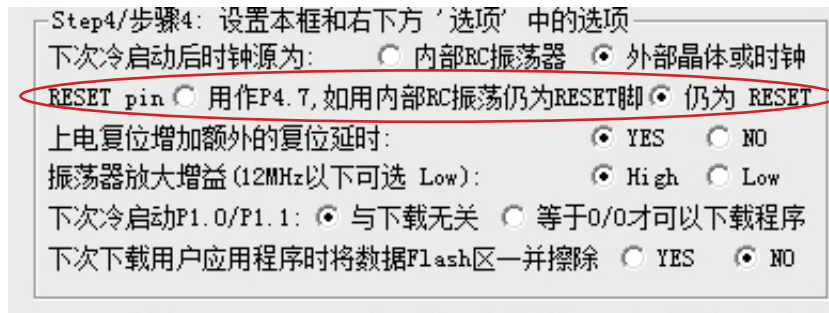 Step4/步骤4: 设置本框和右下方 '选项' 中的选项
下次冷启动后时钟源为: 内部RC振荡器 外部晶体或时钟
RESET pin 用作P4.7,如用内部RC振荡仍为RESET脚 仍为 RESET
上电复位增加额外的复位延时: YES NO
振荡器放大增益(12MHz以下可选 Low): High Low
下次冷启动P1.0/P1.1: 与下载无关 等于0/0才可以下载程序
下次下载用户应用程序时将数据Flash区一并擦除 YES NO